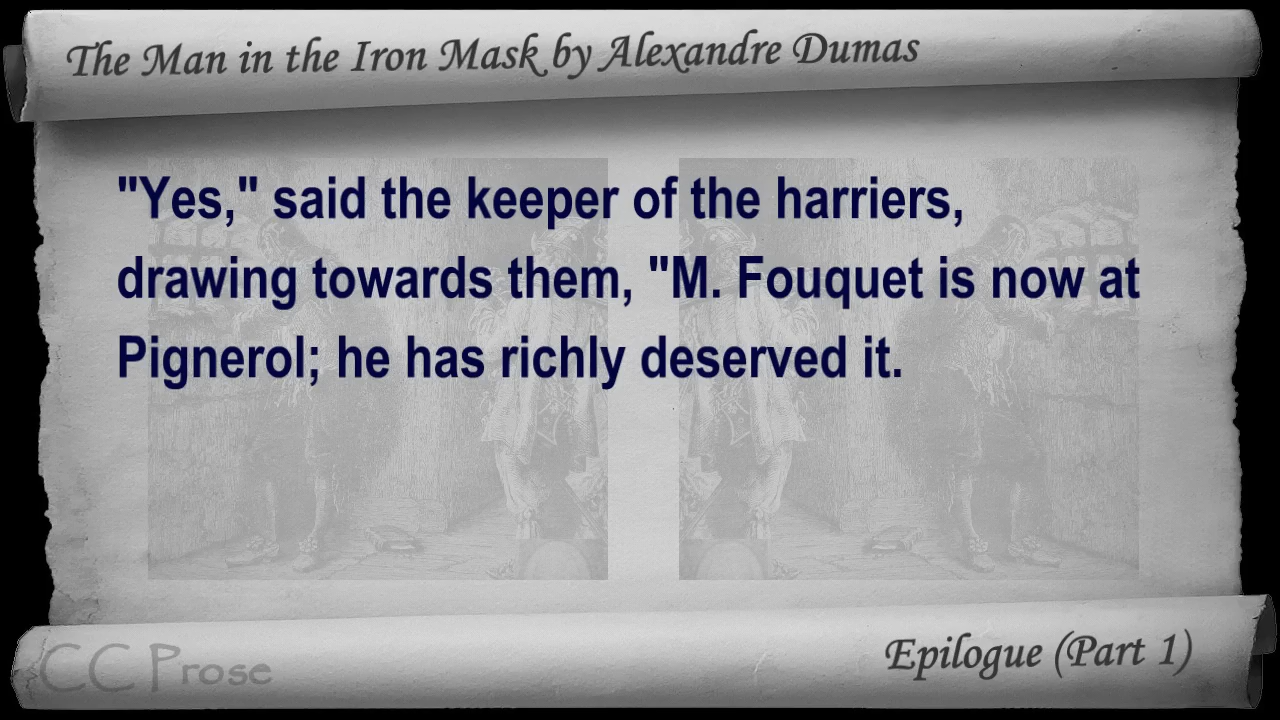 The Man in the Iron Mask by Alexandre Dumas
"Yes," said the keeper of the harriers,
drawing towards them, "M. Fouquet is now at
Pignerol; he has richly deserved it.
Epilogue (Part 1)
CC Prose